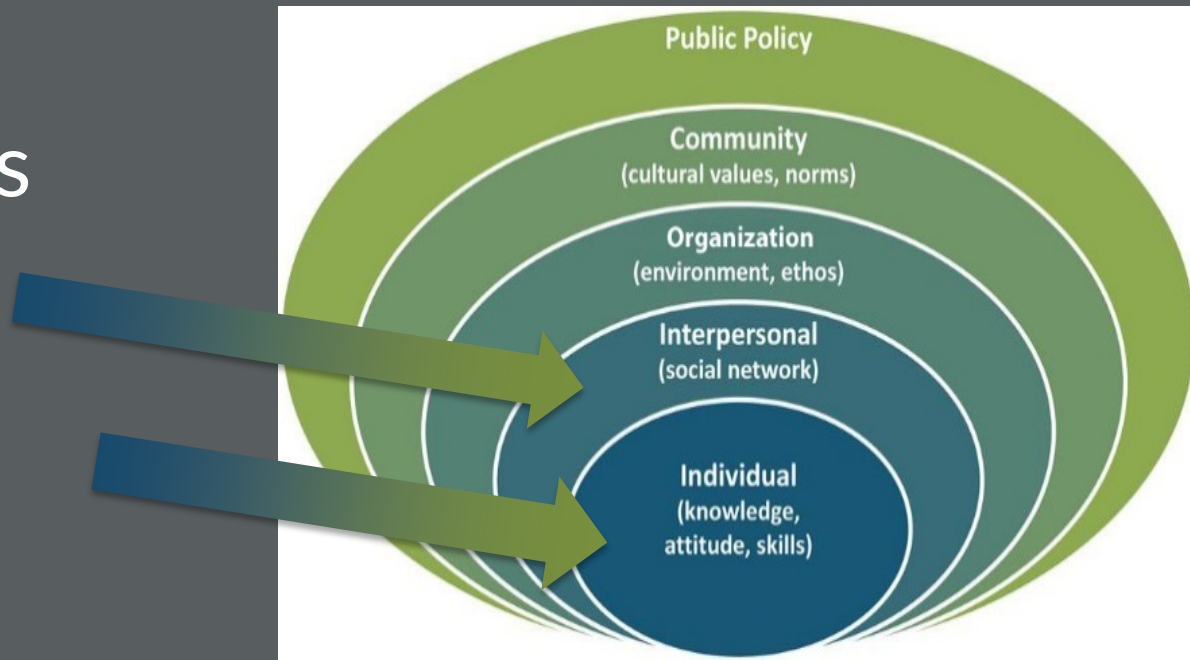 s
Public Policy
Community
(cultural values, norms)
Organization
(environment, ethos)
Interpersonal
(social network)
Individual
(knowledge,
attitude, skills)